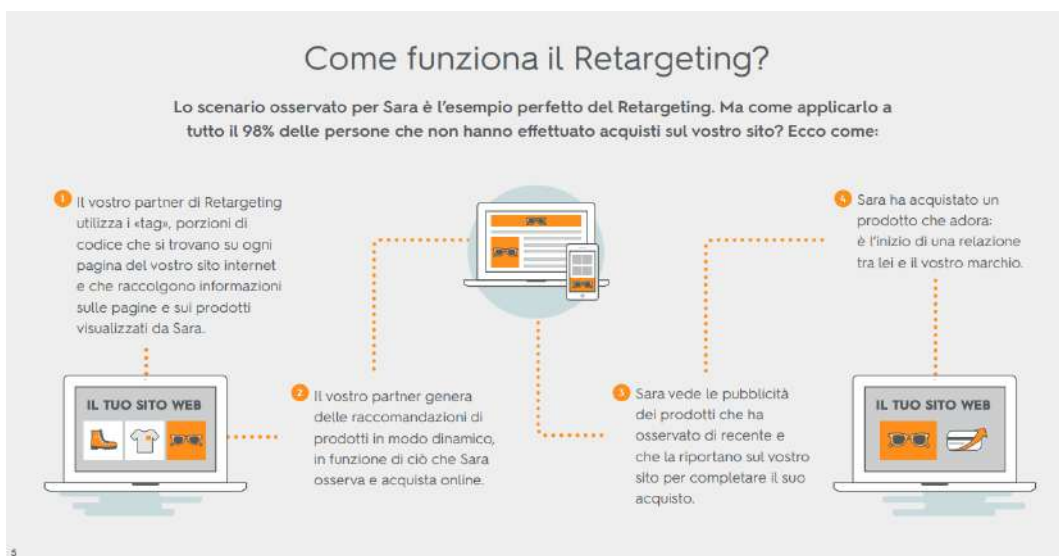 Come funziona il Retargeting?
Lo scenario osservato per Sara è l'esempio perfetto del Retargeting. Ma come applicarlo a
tutto il 98% delle persone che non hanno effettuato acquisti sul vostro sito? Ecco come:
1 Il vostro partner di Retargeting
utilizza i «tag», porzioni di
codice che si trovano su ogni
pagina del vostro sito internet
e che raccolgono informazioni
sulle pagine e sui prodotti
visualizzati da Sara.
IL TUO SITO WEB
2 Il vostro partner genera
delle raccomandazioni di
prodotti in modo dinamico,
in funzione di ciò che Sara
osserva e acquista online.
3 Sara vede le pubblicità
dei prodotti che ha
osservato di recente e
che la riportano sul vostro
sito per completare il suo
acquisto.
4 Sara ha acquistato un
prodotto che adora:
è l'inizio di una relazione
tra lei e il vostro marchio.
IL TUO SITO WEB
5